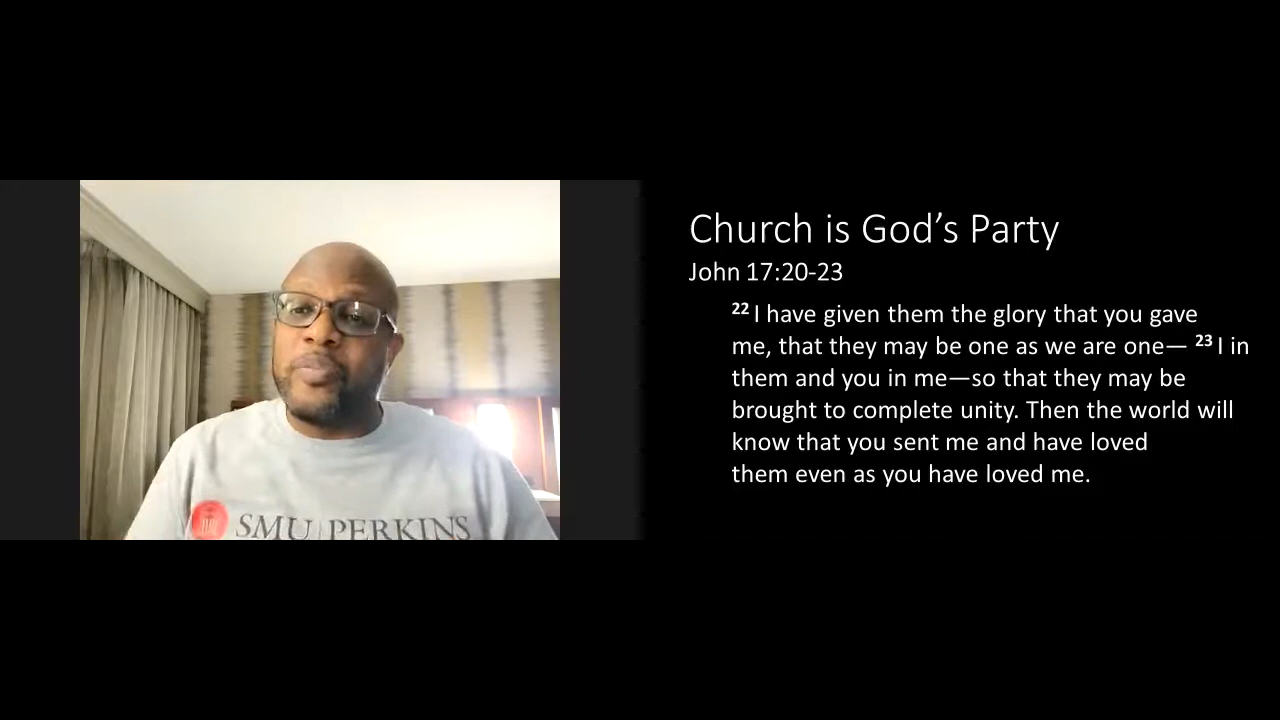 SMU PERKINS
Church is God’s Party
John 17:20-23
22 I have given them the glory that you gave
me, that they may be one as we are one— 23 I in
them and you in me—so that they may be
brought to complete unity. Then the world will
know that you sent me and have loved
them even as you have loved me.